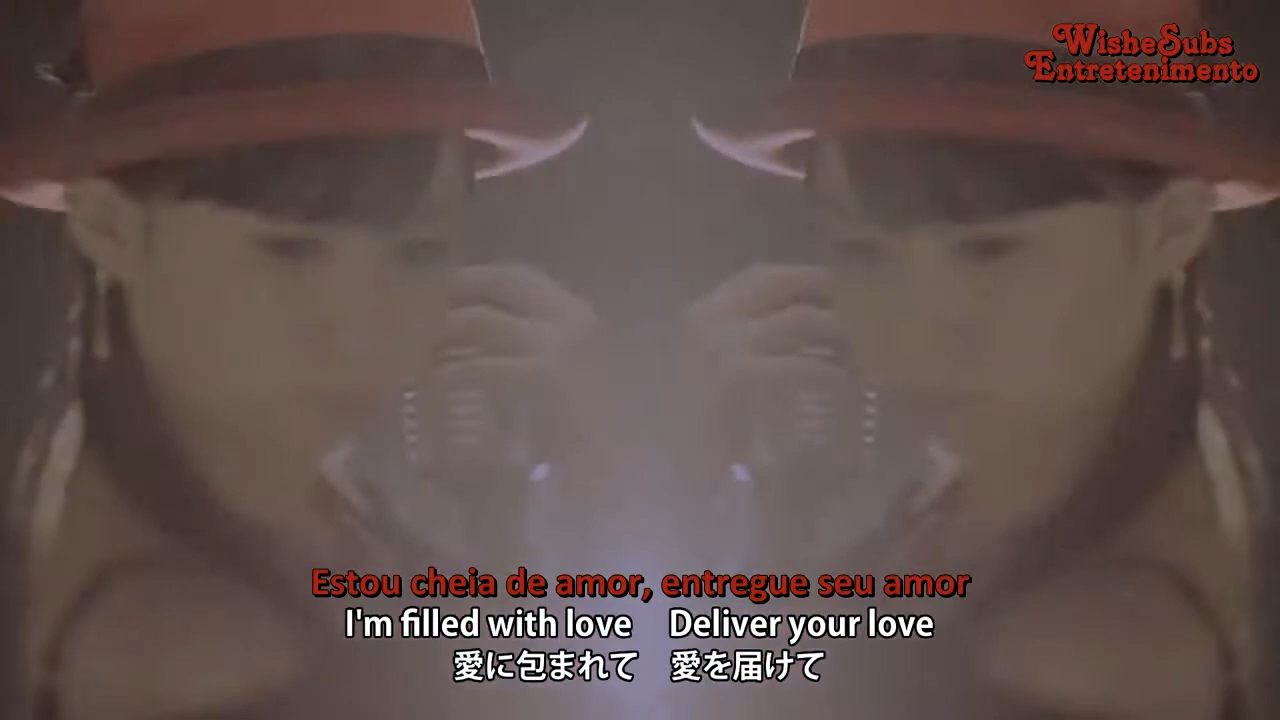 WisheSubs
Entretenimento
Estou cheia de amor, entregue seu amor
I'm filled with love Deliver your love
愛に包まれて 愛を届けて